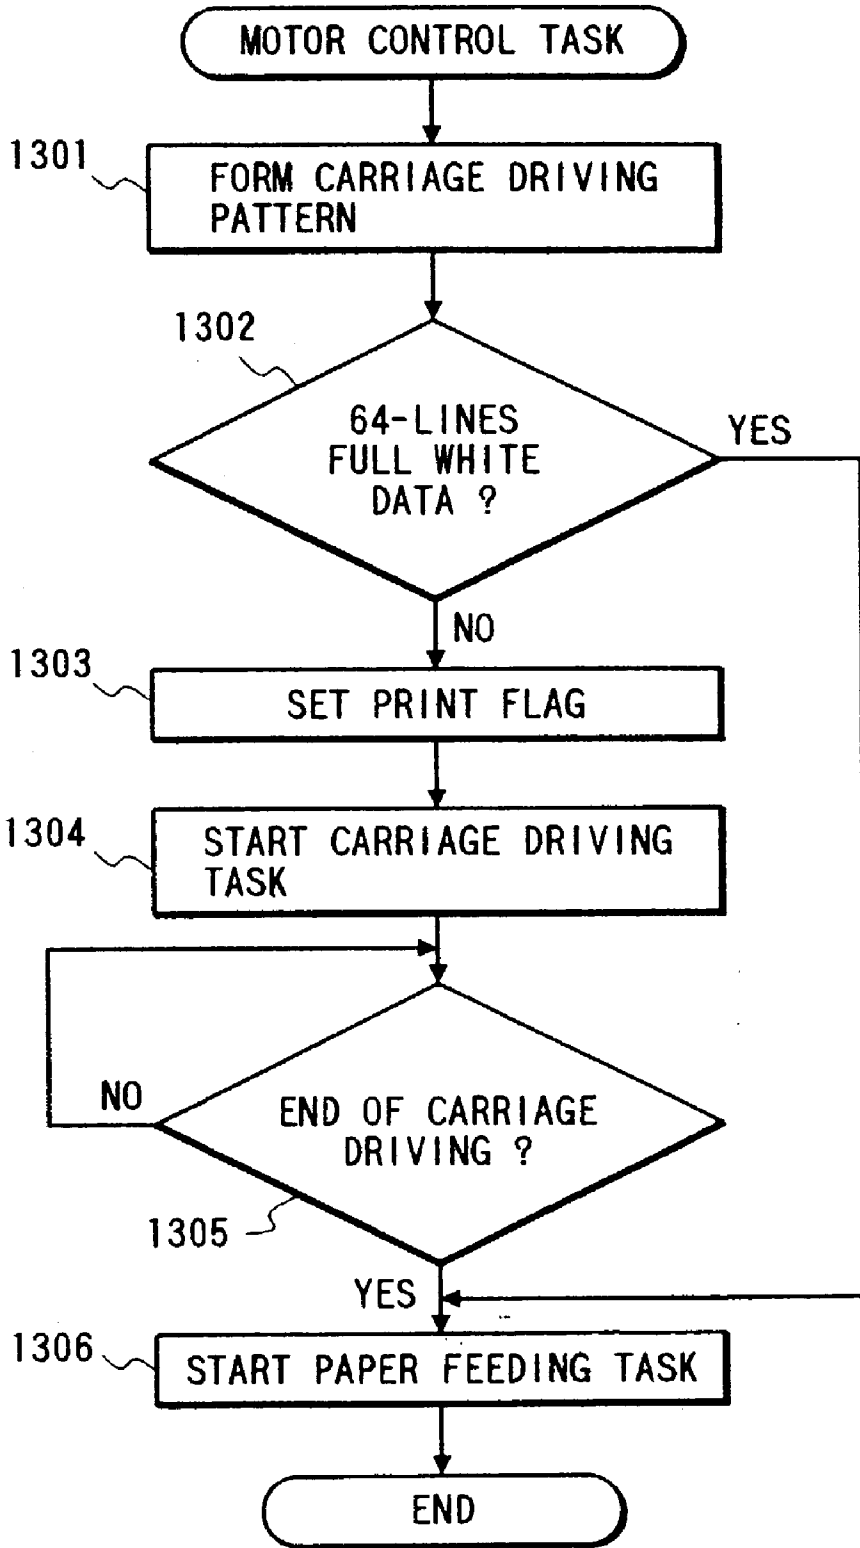 MOTOR CONTROL TASK
1301
FORM CARRIAGE DRIVING
PATTERN
1302
64-LINES
FULL WHITE
DATA ?
YES
NO
1303
SET PRINT FLAG
1304
START CARRIAGE DRIVING
TASK
NO
END OF CARRIAGE
DRIVING ?
1305
YES
1306
START PAPER FEEDING TASK
END